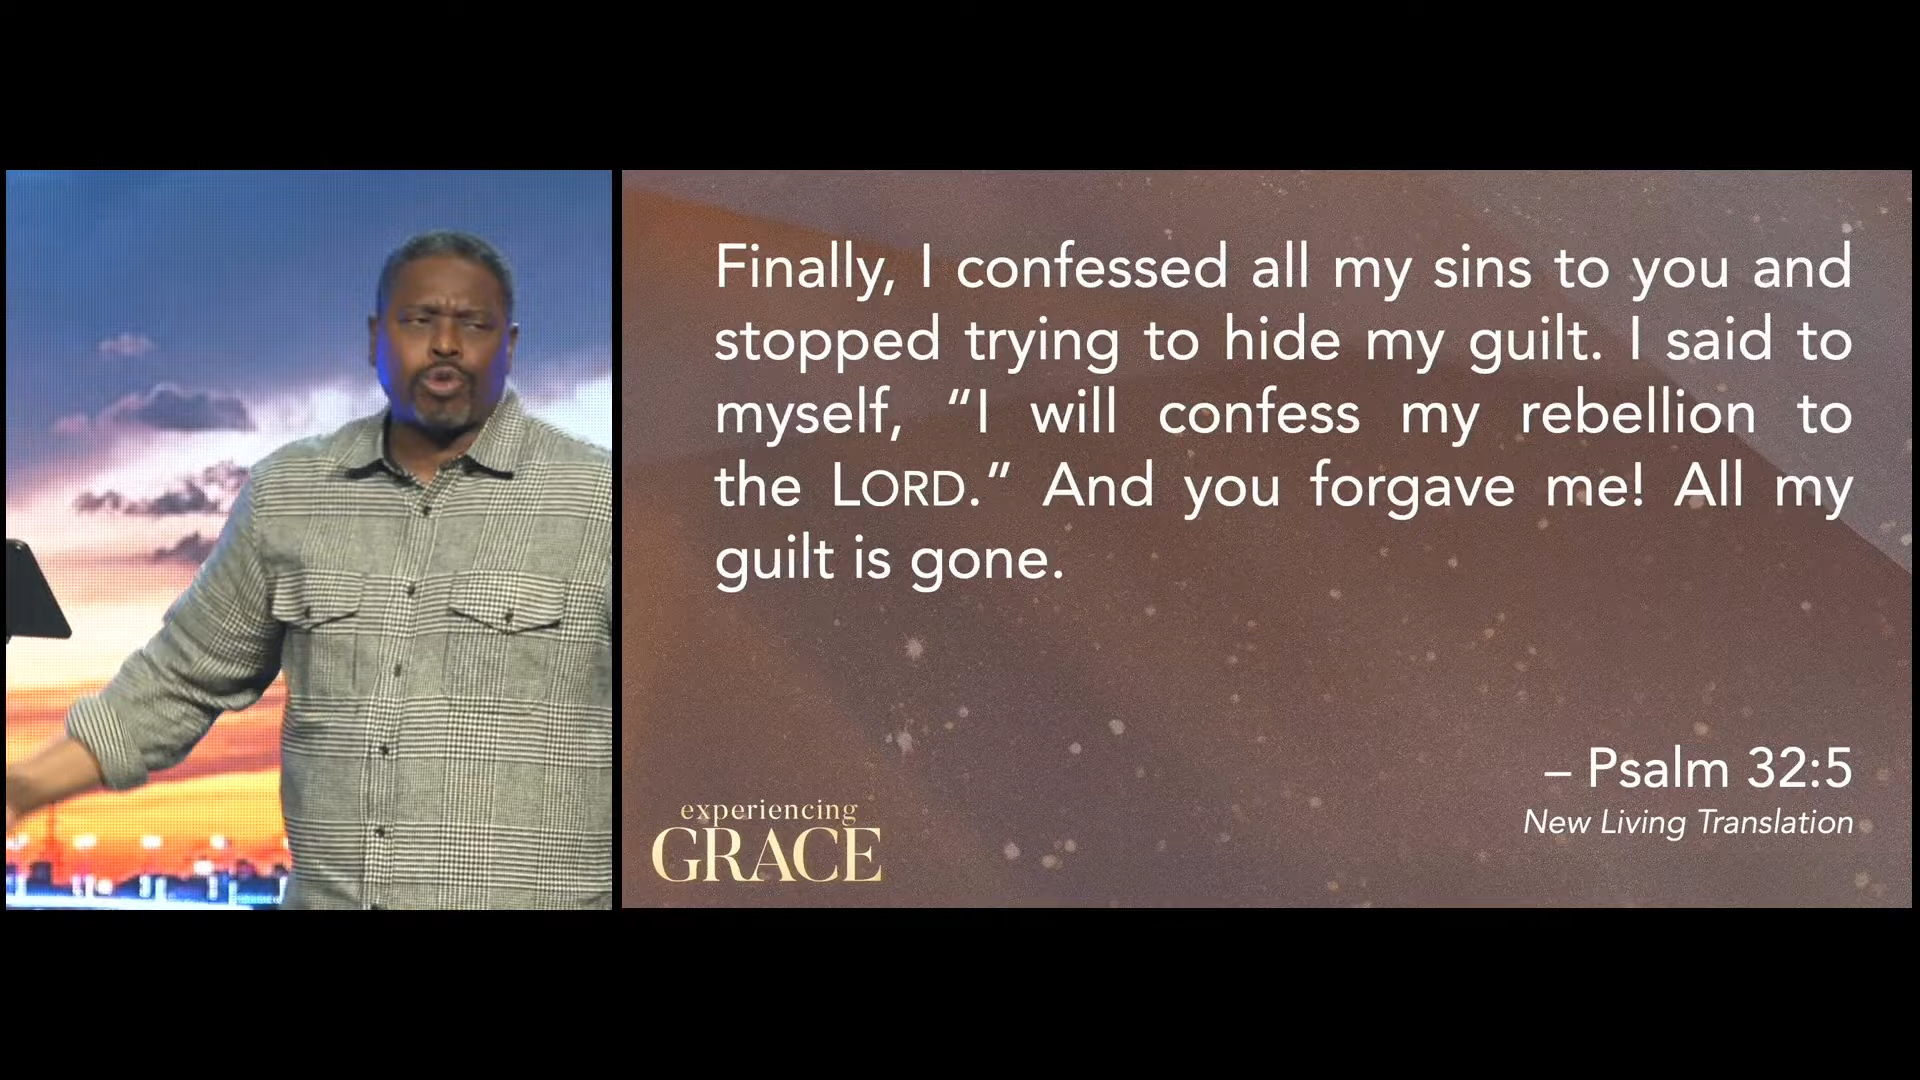 Finally, I confessed all my sins to you and
stopped trying to hide my guilt. I said to
myself, “I will confess my rebellion to
the LORD.” And you forgave me! All my
guilt is gone.
– Psalm 32:5
New Living Translation
experiencing
GRACE